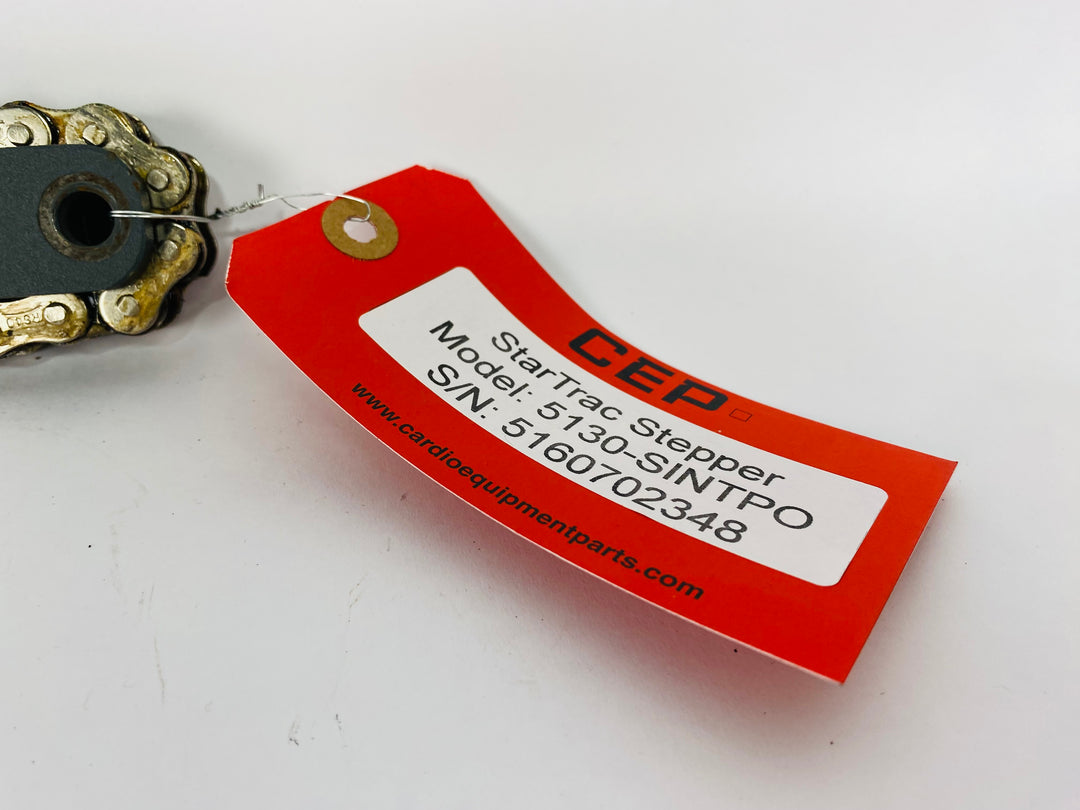 CEP
StarTrac Stepper
Model: 5130-SINTPO
S/N: 5160702348
www.cardioequipmentparts.com